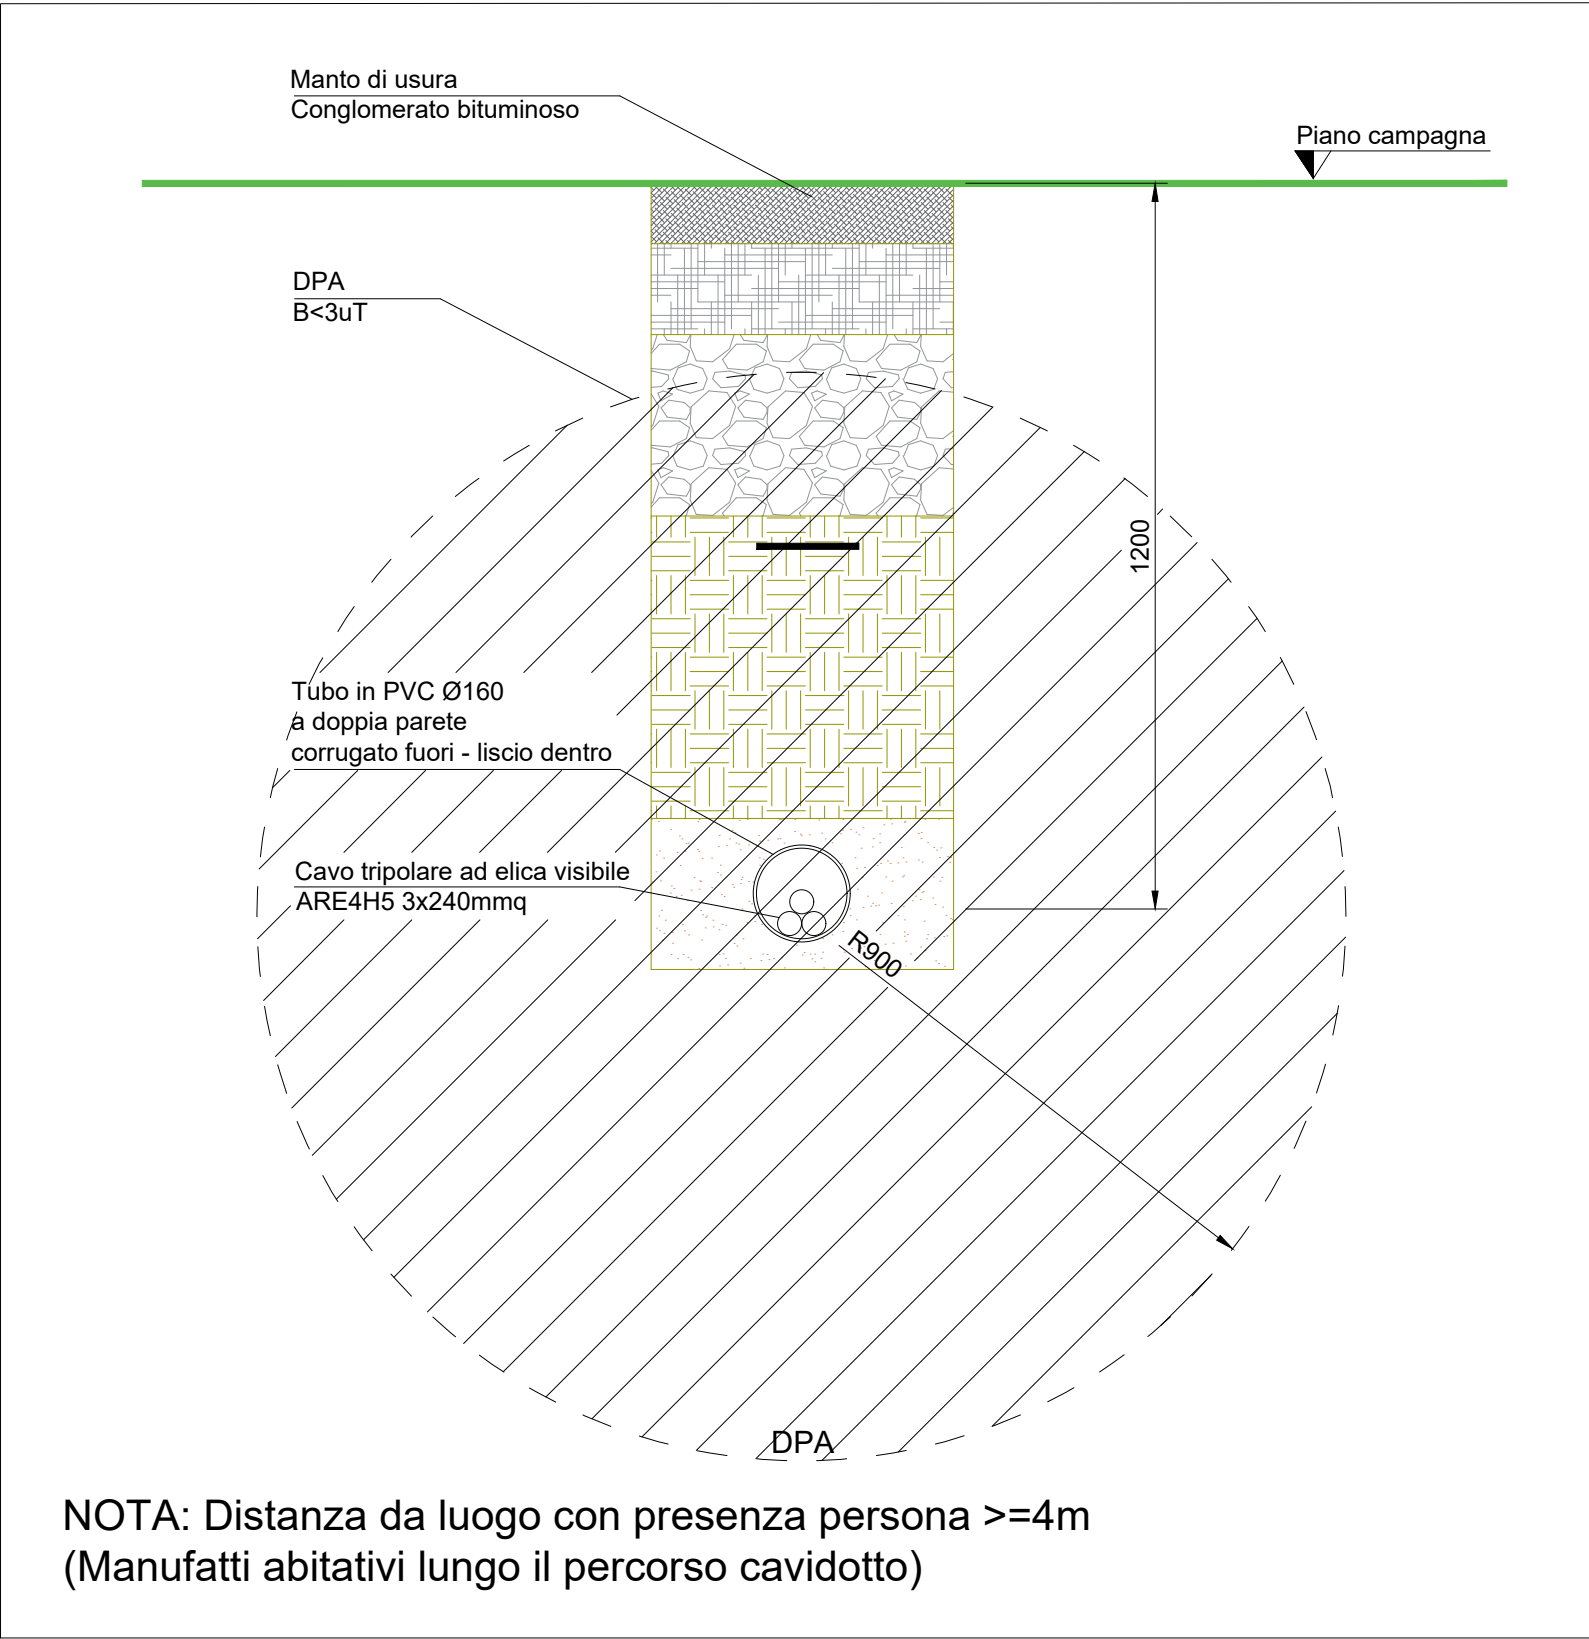 Manto di usura
Conglomerato bituminoso
Piano campagna
DPA
B<3uT
1200
Tubo in PVC Ø160
a doppia parete
corrugato fuori - liscio dentro
Cavo tripolare ad elica visibile
ARE4H5 3x240mmq
R900
DPA
NOTA: Distanza da luogo con presenza persona >=4m
(Manufatti abitativi lungo il percorso cavidotto)